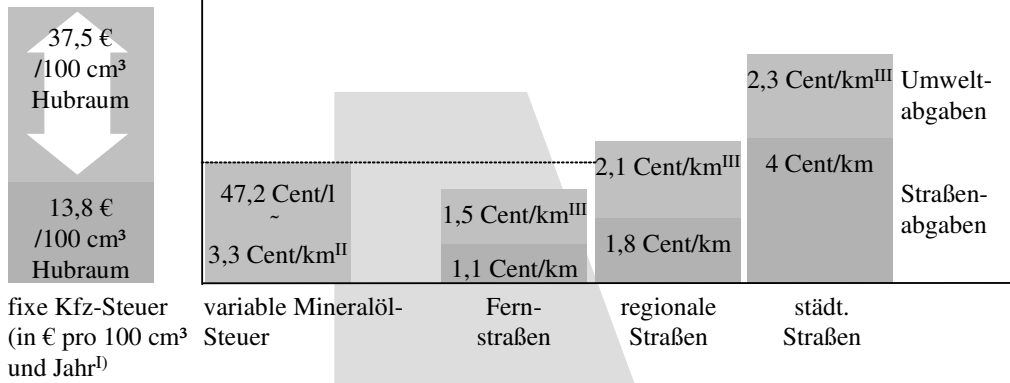 37,5 €
/100 cm³
Hubraum
13,8 €
/100 cm³
Hubraum
fixe Kfz-Steuer
(in € pro 100 cm³
und Jahrᴵ⁾
47,2 Cent/l
~
3,3 Cent/kmᴵᴵ
variable Mineralöl-
Steuer
1,5 Cent/kmᴵᴵᴵ
1,1 Cent/km
Fern-
straßen
2,1 Cent/kmᴵᴵᴵ
1,8 Cent/km
regionale
Straßen
2,3 Cent/kmᴵᴵᴵ
4 Cent/km
städt.
Straßen
Umwelt-
abgaben
Straßen-
abgaben